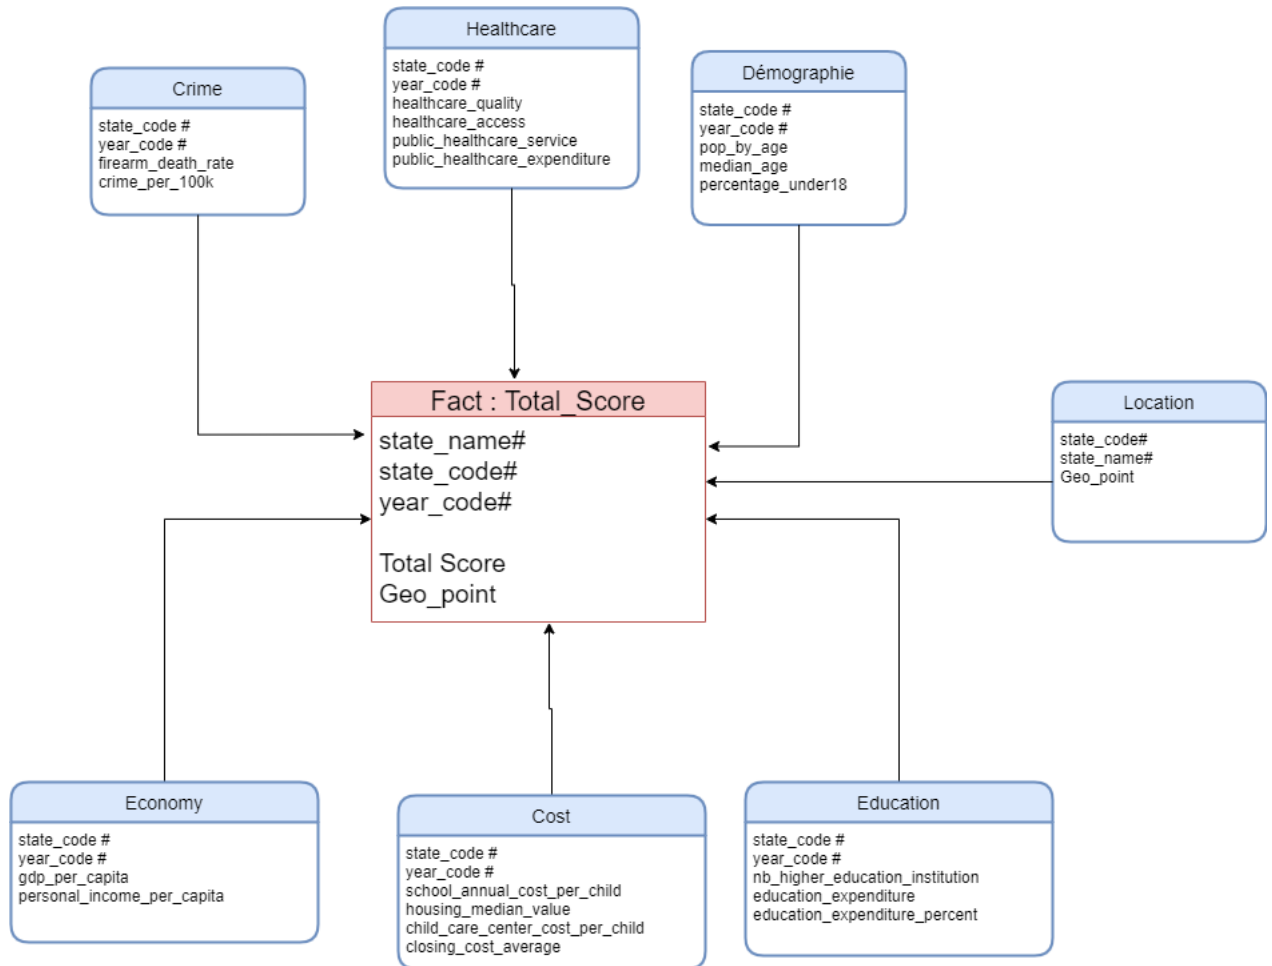 Healthcare
state_code #
year_code #
healthcare_quality
healthcare_access
public_healthcare_service
public_healthcare_expenditure
Crime
state_code #
year_code #
firearm_death_rate
crime_per_100k
Démographie
state_code #
year_code #
pop_by_age
median_age
percentage_under18
Fact : Total_Score
state_name#
state_code#
year_code#
Total Score
Geo_point
Location
state_code#
state_name#
Geo_point
Economy
state_code #
year_code #
gdp_per_capita
personal_income_per_capita
Cost
state_code #
year_code #
school_annual_cost_per_child
housing_median_value
child_care_center_cost_per_child
closing_cost_average
Education
state_code #
year_code #
nb_higher_education_institution
education_expenditure
education_expenditure_percent